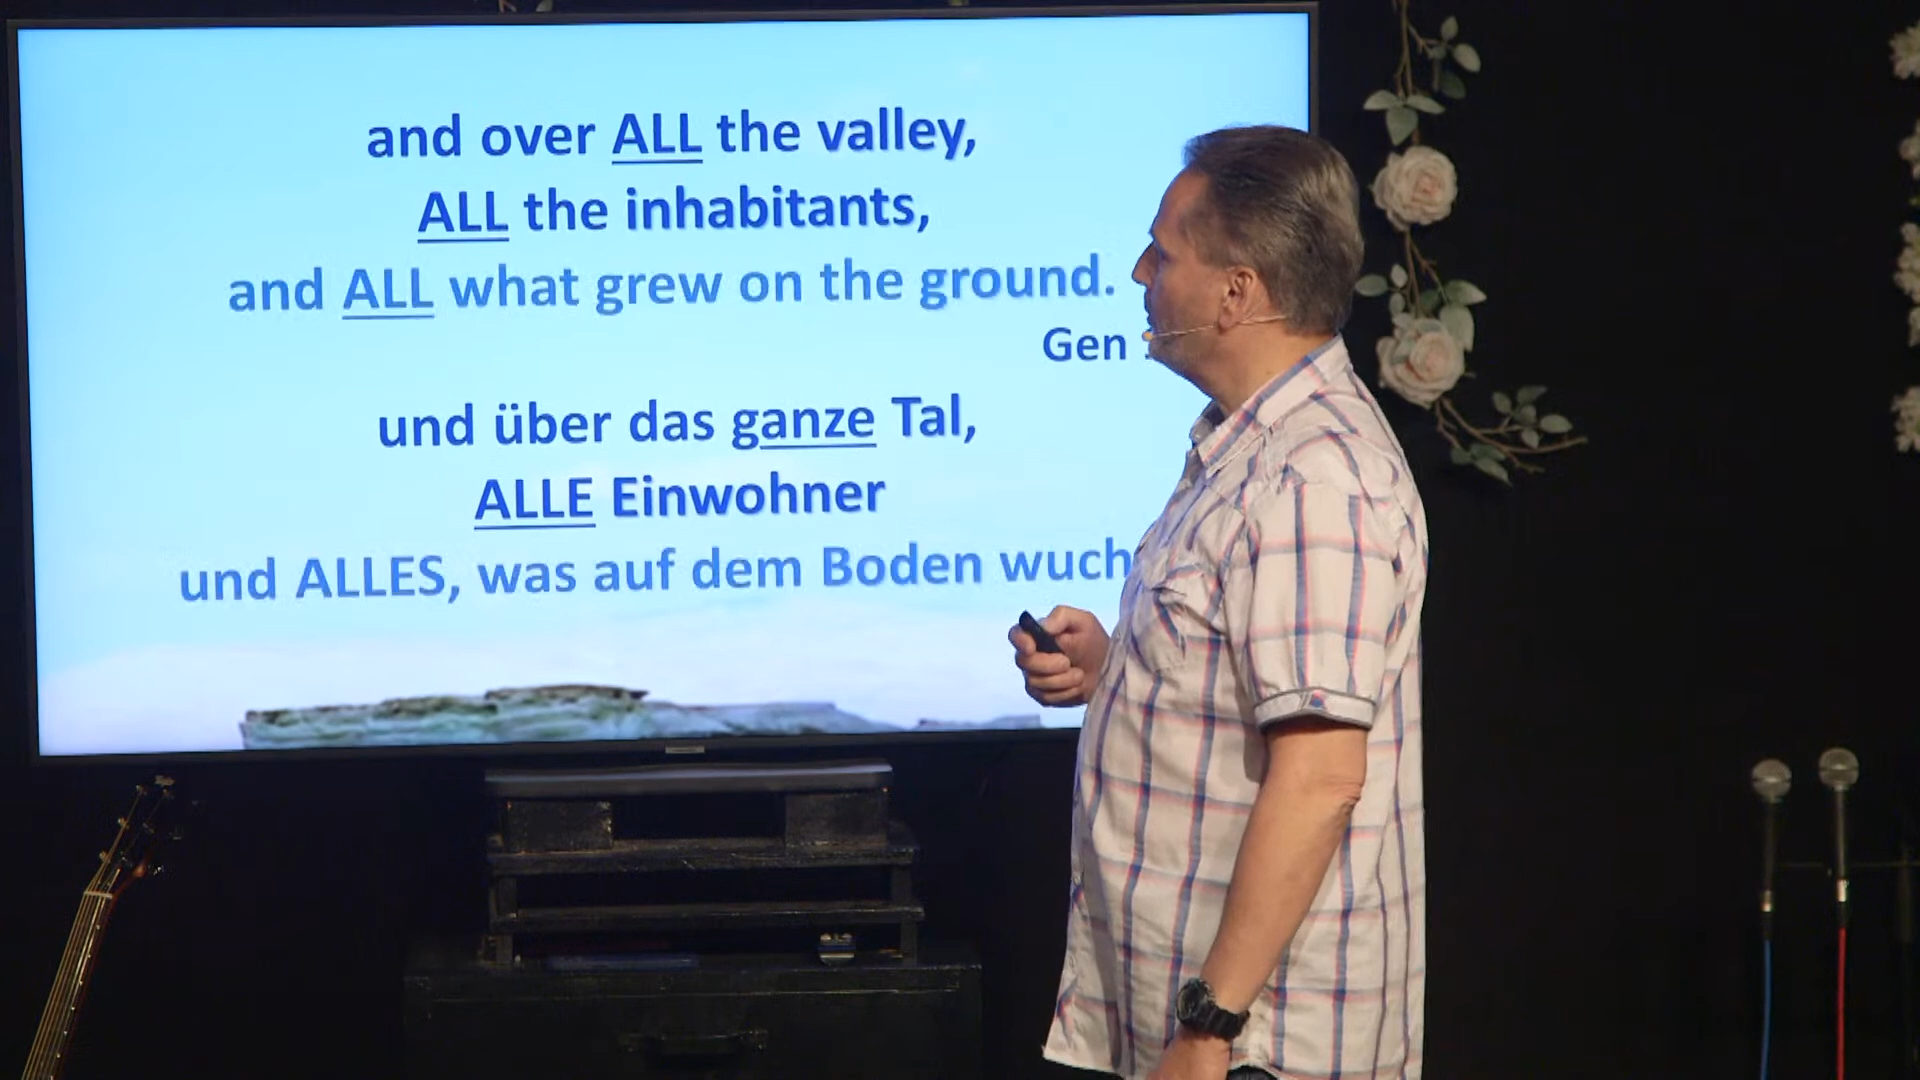 and over ALL the valley,
ALL the inhabitants,
and ALL what grew on the ground.
Gen
und über das ganze Tal,
ALLE Einwohner
und ALLES, was auf dem Boden